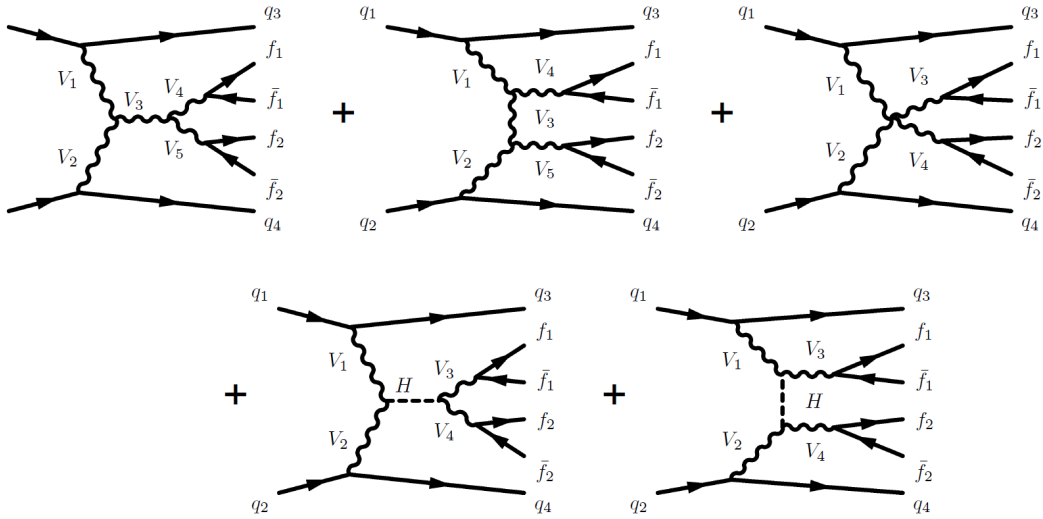 q₃
f₁
V₁
V₄
f̄₁
V₃
f₂
V₂
V₅
f̄₂
q₄
+
q₁
q₃
f₁
V₁
V₄
f̄₁
V₃
f₂
V₂
V₅
f̄₂
q₂
q₄
+
q₁
q₃
f₁
V₁
V₃
f̄₁
f₂
V₂
V₄
f̄₂
q₂
q₄
+
q₁
q₃
f₁
V₁
V₃
f̄₁
H
f₂
V₂
V₄
f̄₂
q₂
q₄
+
q₁
q₃
f₁
V₁
V₃
f̄₁
H
f₂
V₂
V₄
f̄₂
q₂
q₄